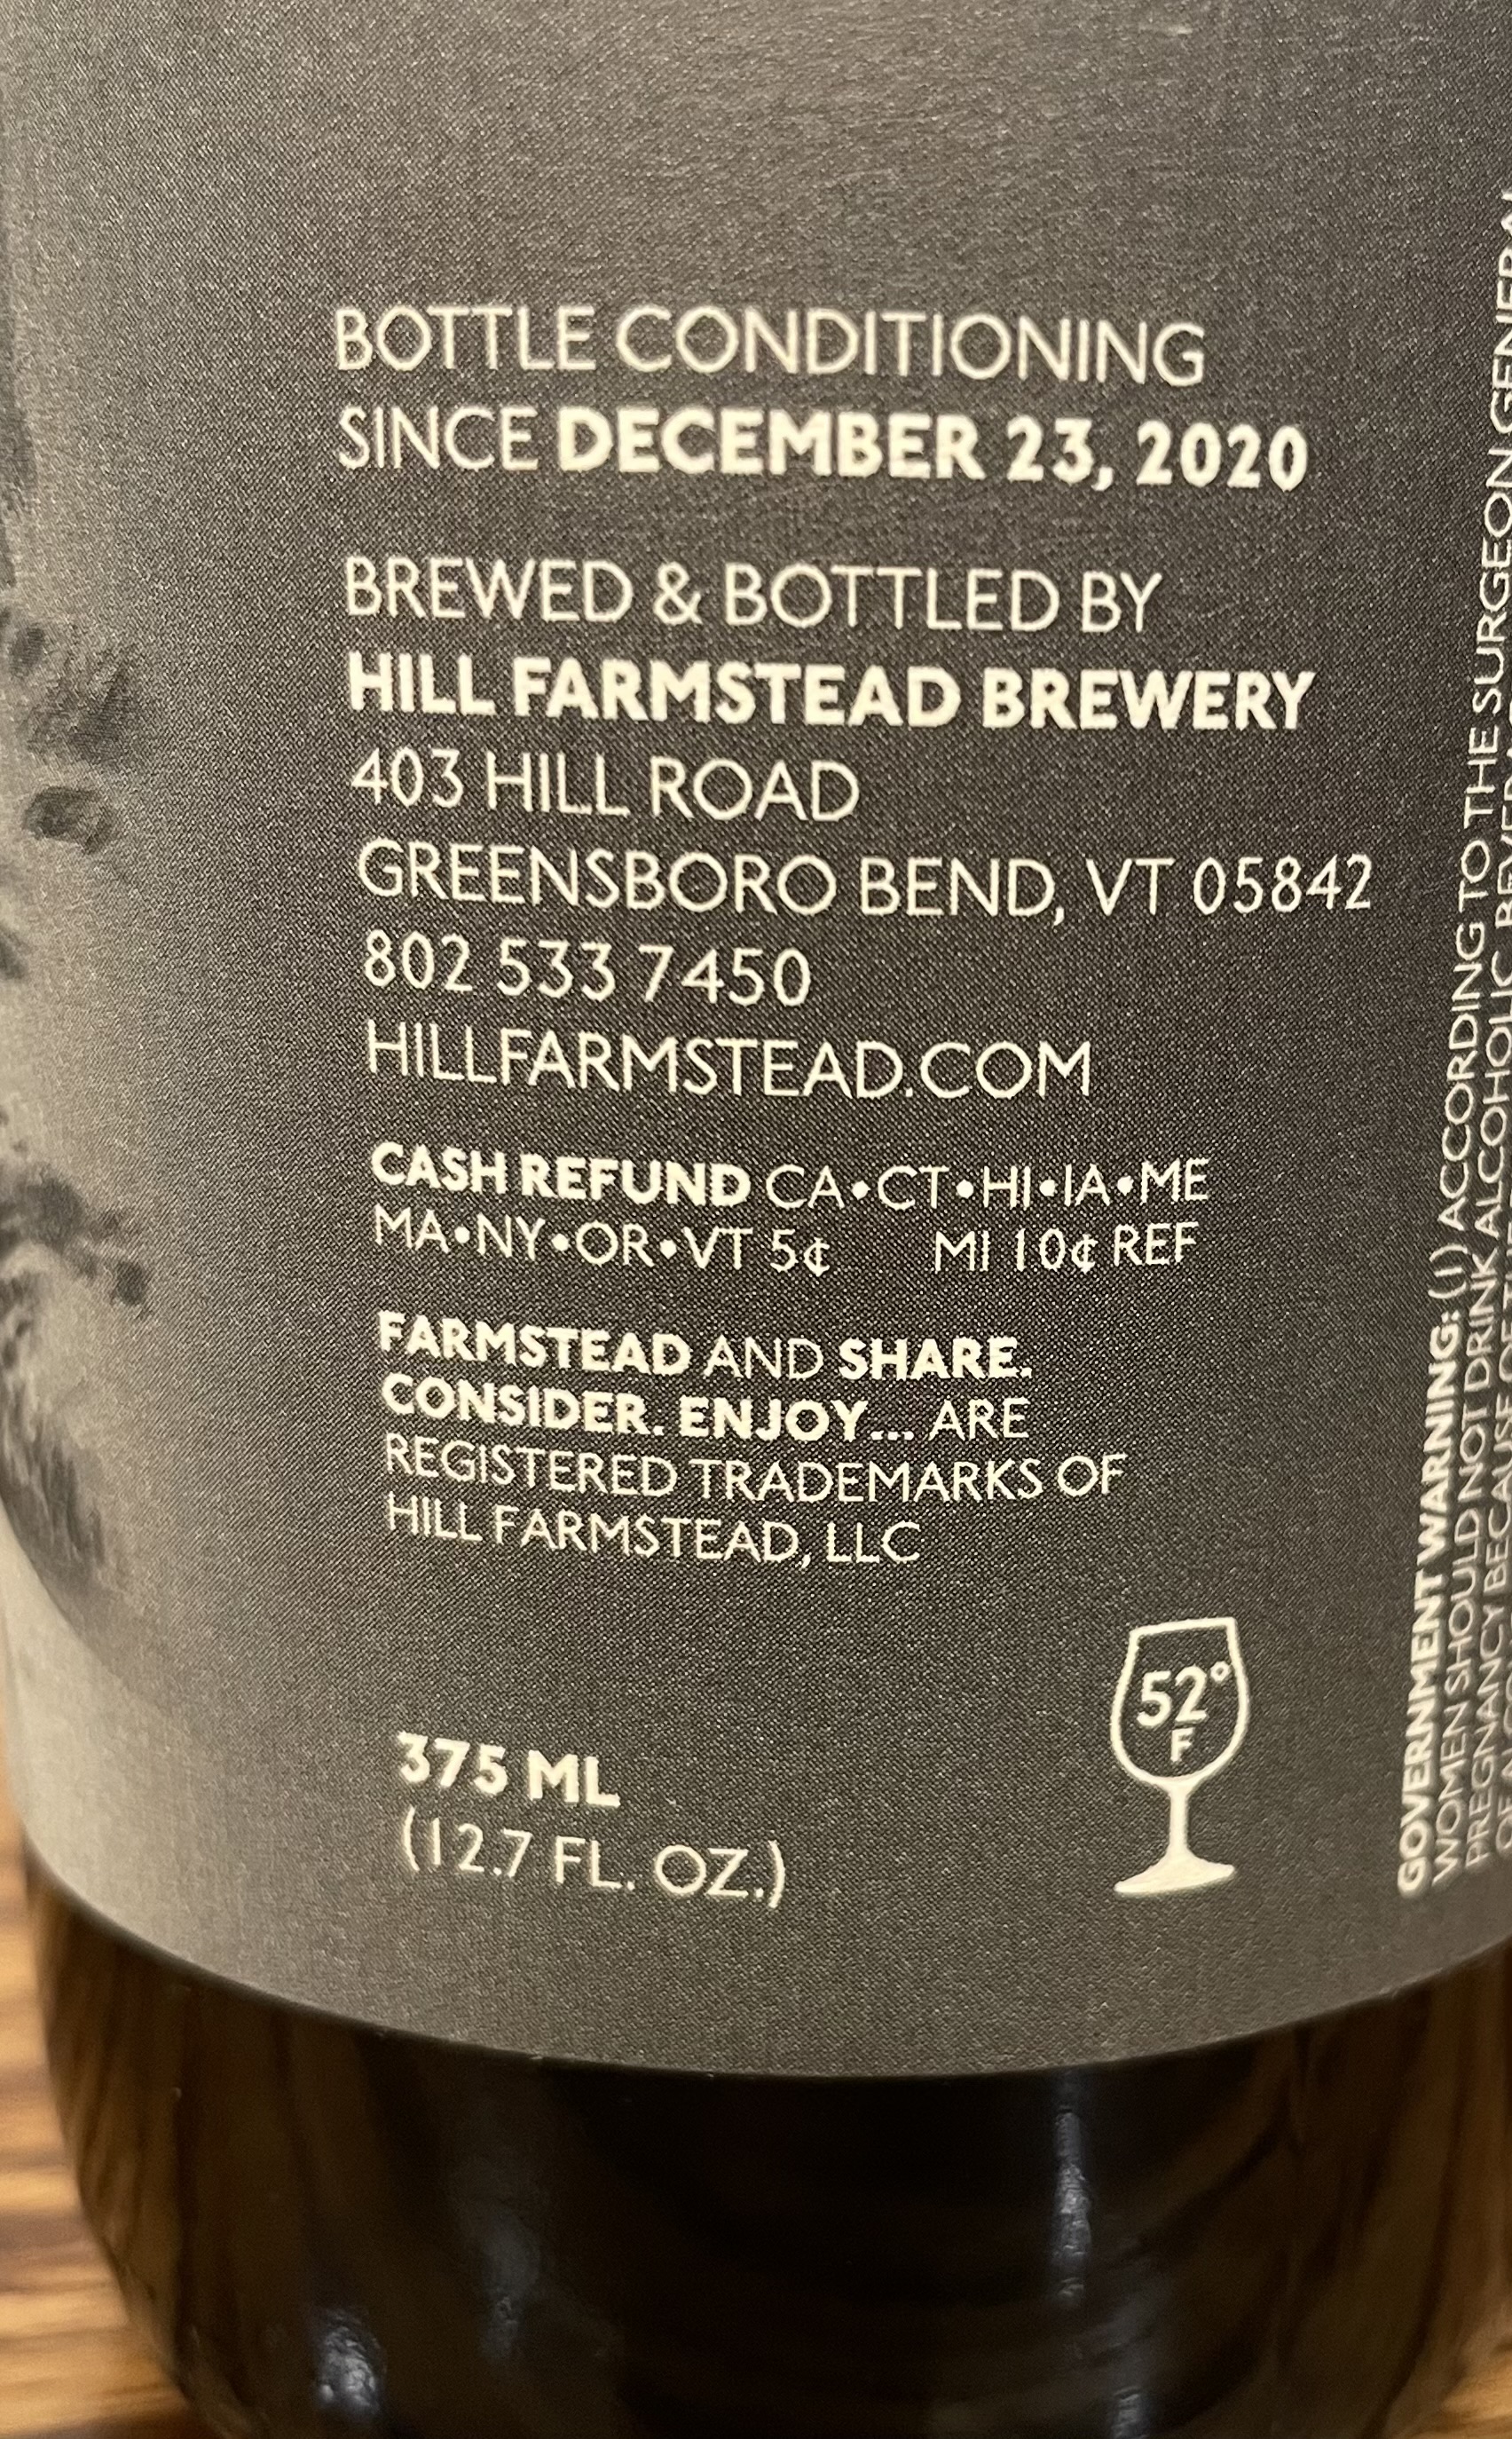 BOTTLE CONDITIONING
SINCE DECEMBER 23, 2020
BREWED & BOTTLED BY
HILL FARMSTEAD BREWERY
403 HILL ROAD
GREENSBORO BEND, VT 05842
802 533 7450
HILLFARMSTEAD.COM
CASH REFUND CA•CT•HI•IA•ME
MA•NY•OR•VT 5¢ MI 10¢ REF
FARMSTEAD AND SHARE.
CONSIDER. ENJOY... ARE
REGISTERED TRADEMARKS OF
HILL FARMSTEAD, LLC
52°
F
375 ML
(12.7 FL. OZ.)
GOVERNMENT WARNING: (1) ACCORDING TO THE SURGEON GENERAL
WOMEN SHOULD NOT DRINK ALCOHOLIC
PREGNANCY BECAUSE